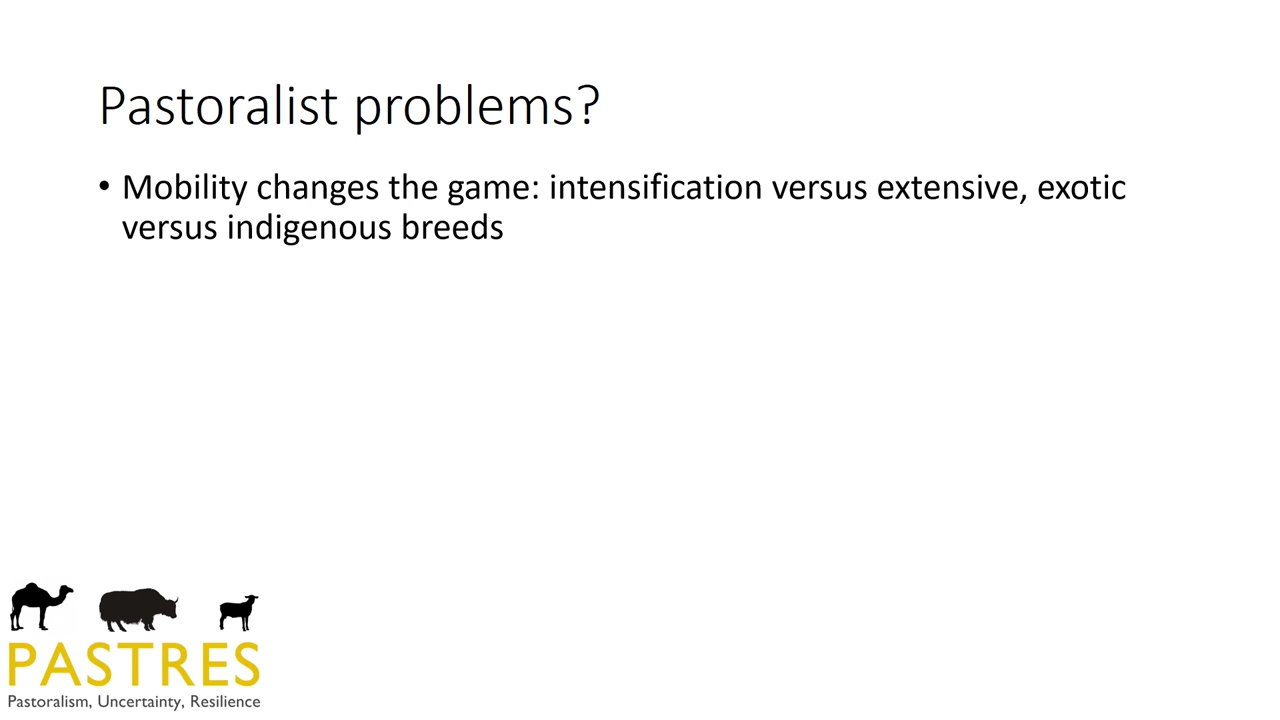 Pastoralist problems?
• Mobility changes the game: intensification versus extensive, exotic
versus indigenous breeds
PASTRES
Pastoralism, Uncertainty, Resilience